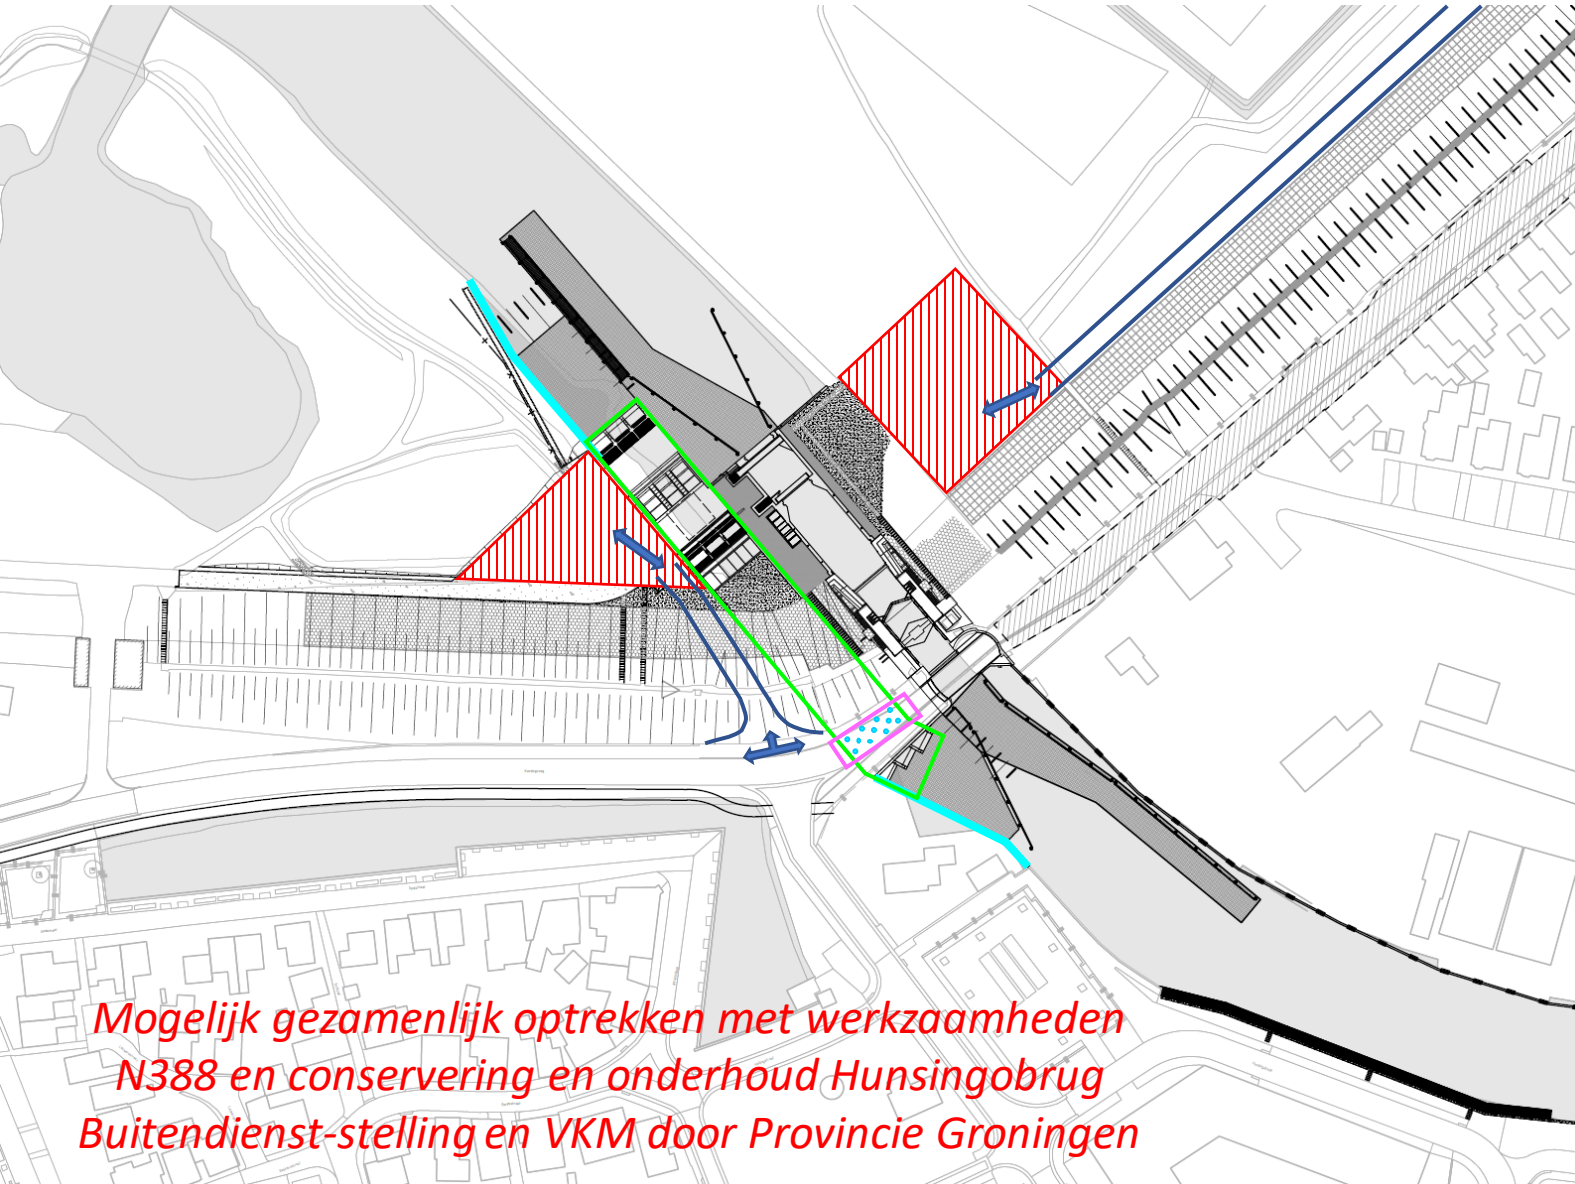 Mogelijk gezamenlijk optrekken met werkzaamheden
N388 en conservering en onderhoud Hunsingobrug
Buitendienst-stelling en VKM door Provincie Groningen